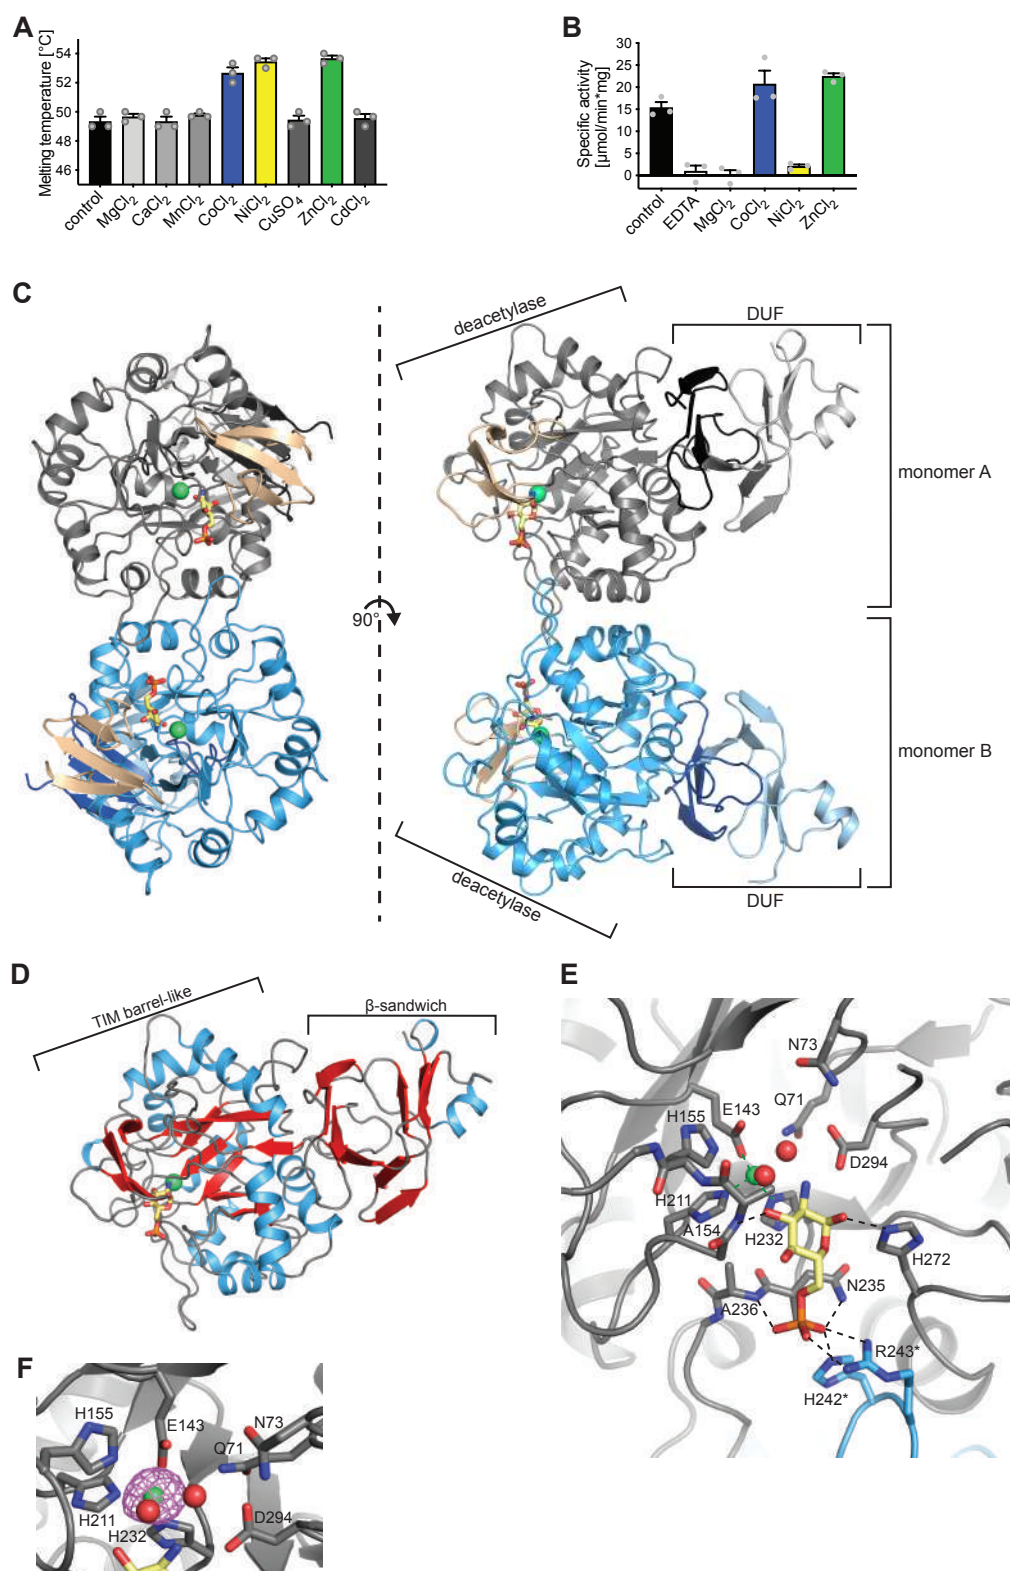 A
Melting temperature [°C]
54
52
50
48
46
control
MgCl2
CaCl2
MnCl2
CoCl2
NiCl2
CuSO4
ZnCl2
CdCl2
B
Specific activity
[µmol/min*mg]
30
25
20
15
10
5
0
control
EDTA
MgCl2
CoCl2
NiCl2
ZnCl2
C
deacetylase
DUF
monomer A
90°
monomer B
deacetylase
DUF
D
TIM barrel-like
β-sandwich
E
N73
Q71
E143
H155
D294
H211
A154
H232
H272
N235
A236
R243*
H242*
F
H155
E143
N73
Q71
H211
H232
D294